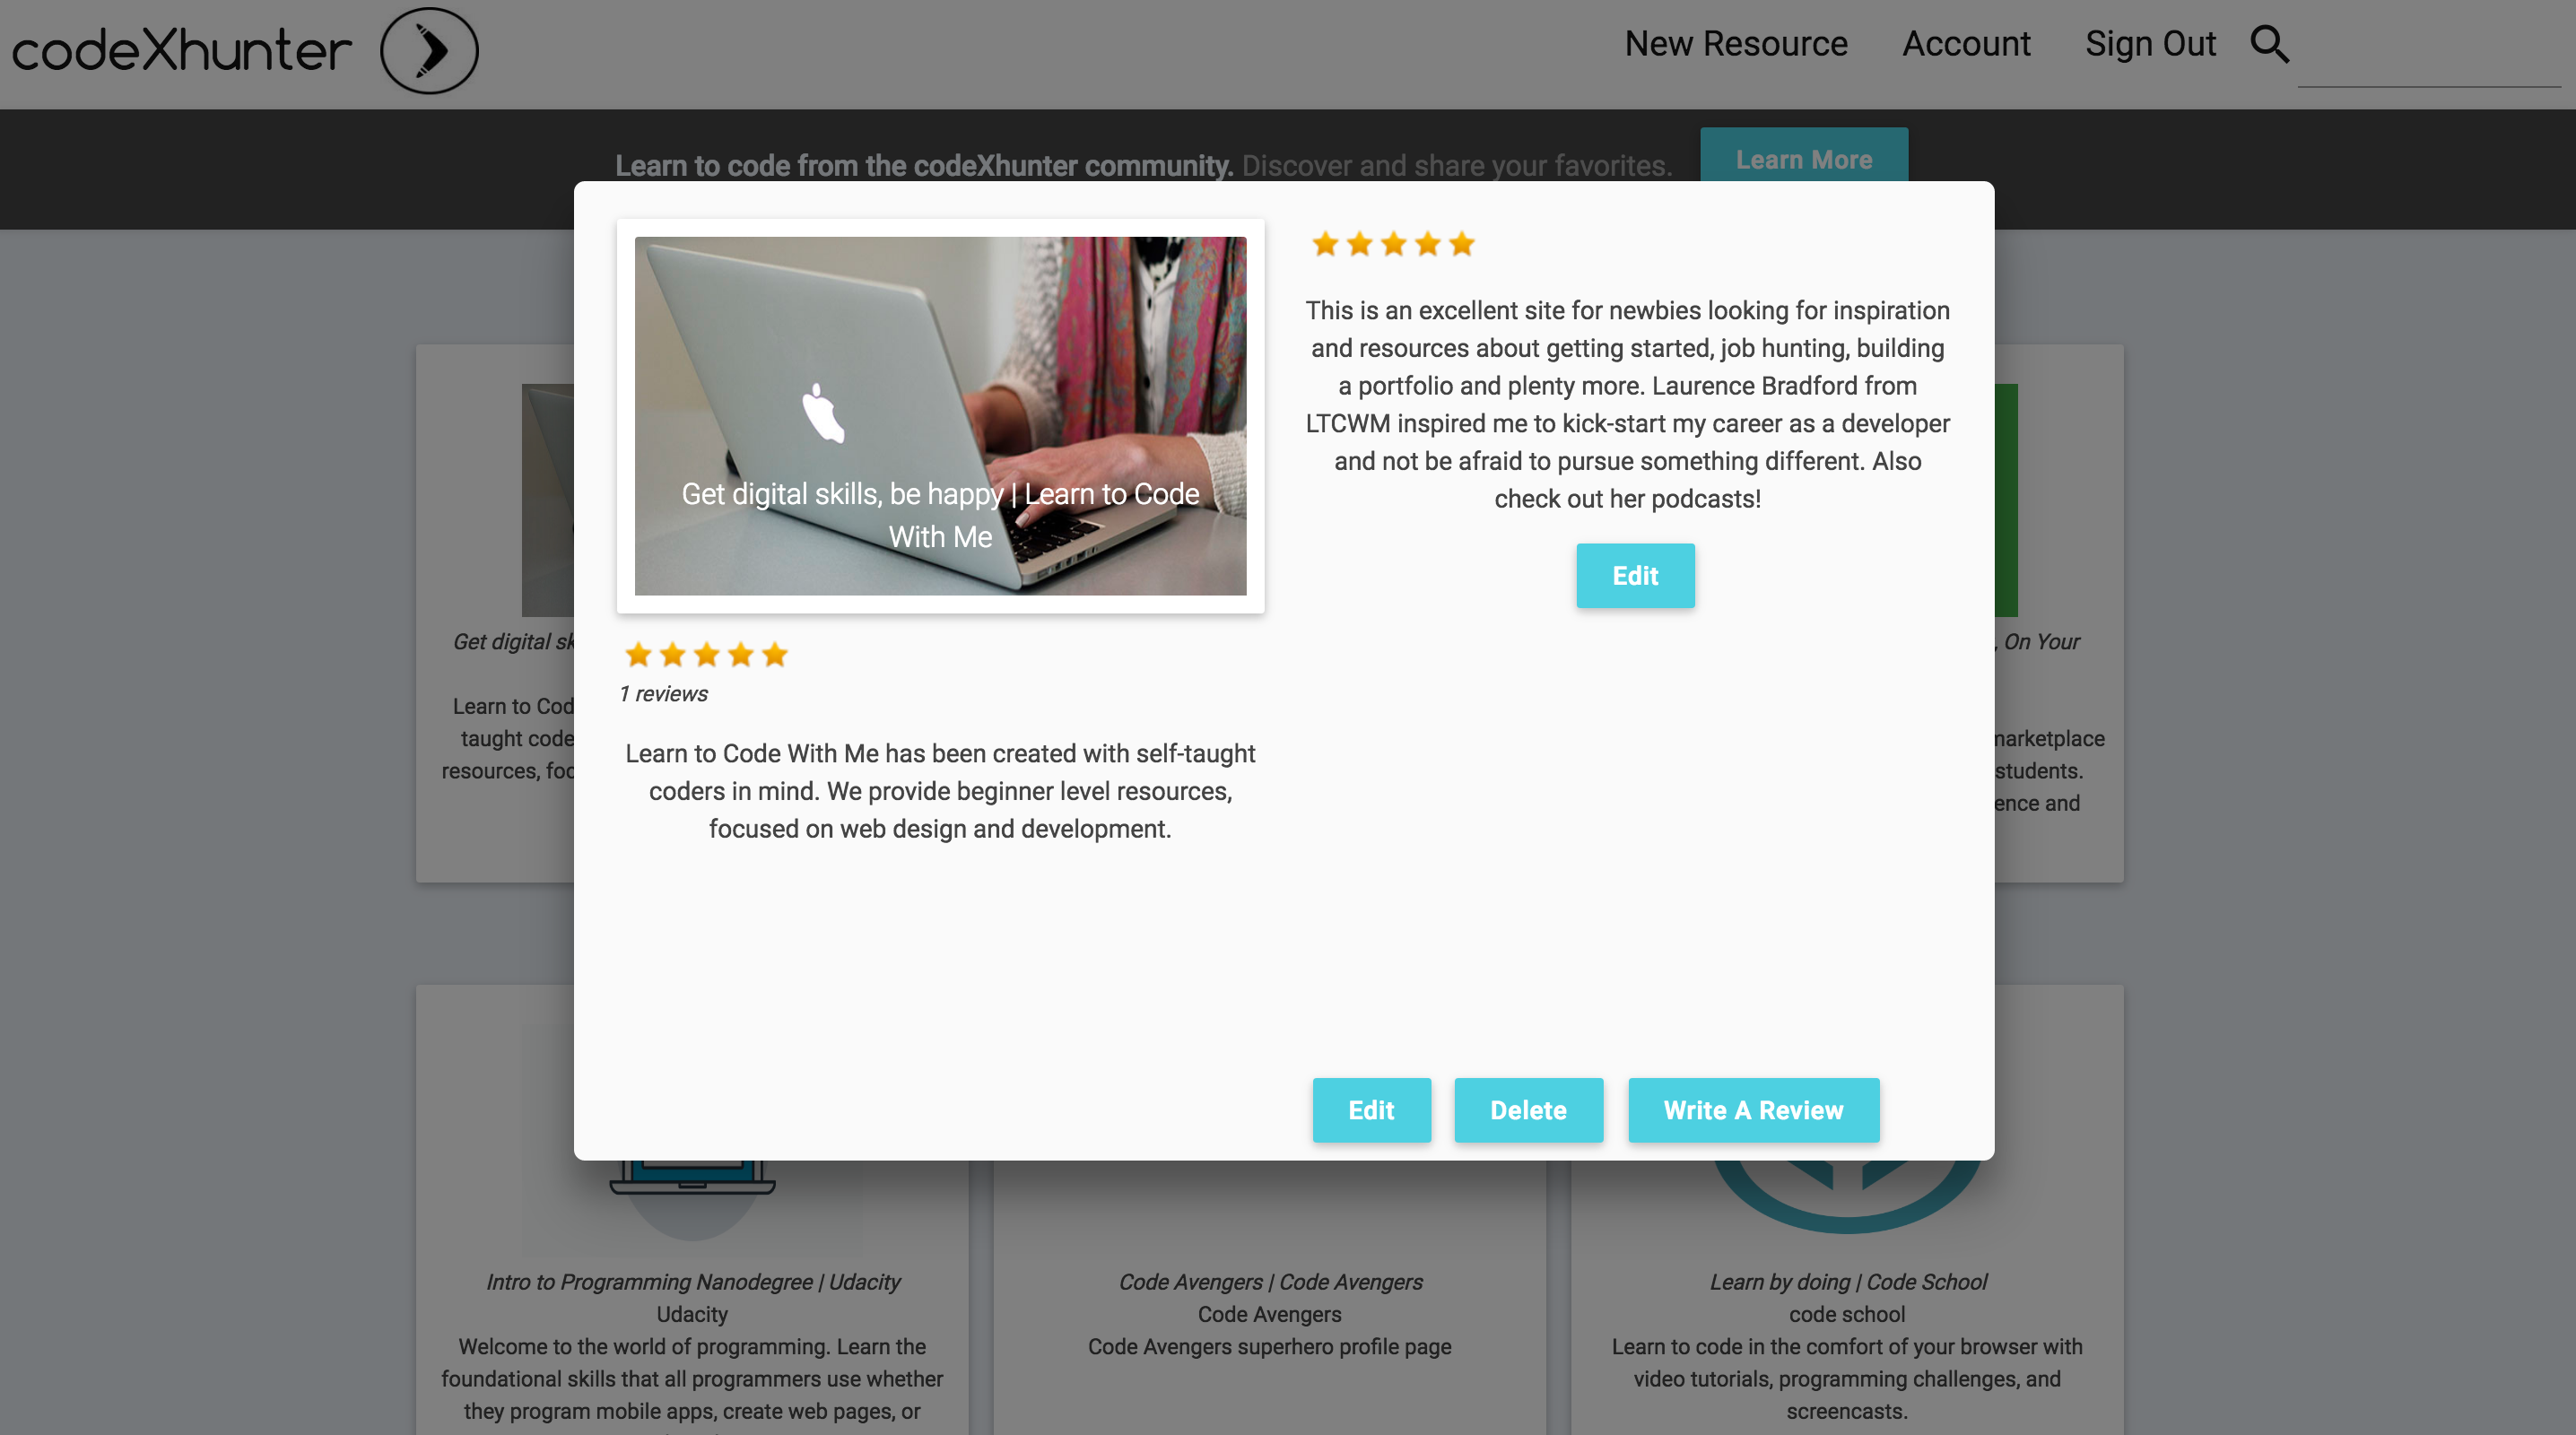 codeXhunter
New Resource
Account
Sign Out
Learn to code from the codeXhunter community. Discover and share your favorites.
Learn More
Get digital skills, be happy | Learn to Code
With Me
1 reviews
Learn to Code With Me has been created with self-taught
coders in mind. We provide beginner level resources,
focused on web design and development.
This is an excellent site for newbies looking for inspiration
and resources about getting started, job hunting, building
a portfolio and plenty more. Laurence Bradford from
LTCWM inspired me to kick-start my career as a developer
and not be afraid to pursue something different. Also
check out her podcasts!
Edit
Edit
Delete
Write A Review
Get digital
Learn to
taught code
resources,
, On Your
marketplace
students.
and
Intro to Programming Nanodegree | Udacity
Udacity
Welcome to the world of programming. Learn the
foundational skills that all programmers use whether
they program mobile apps, create web pages, or
Code Avengers | Code Avengers
Code Avengers
Code Avengers superhero profile page
Learn by doing | Code School
code school
Learn to code in the comfort of your browser with
video tutorials, programming challenges, and
screencasts.